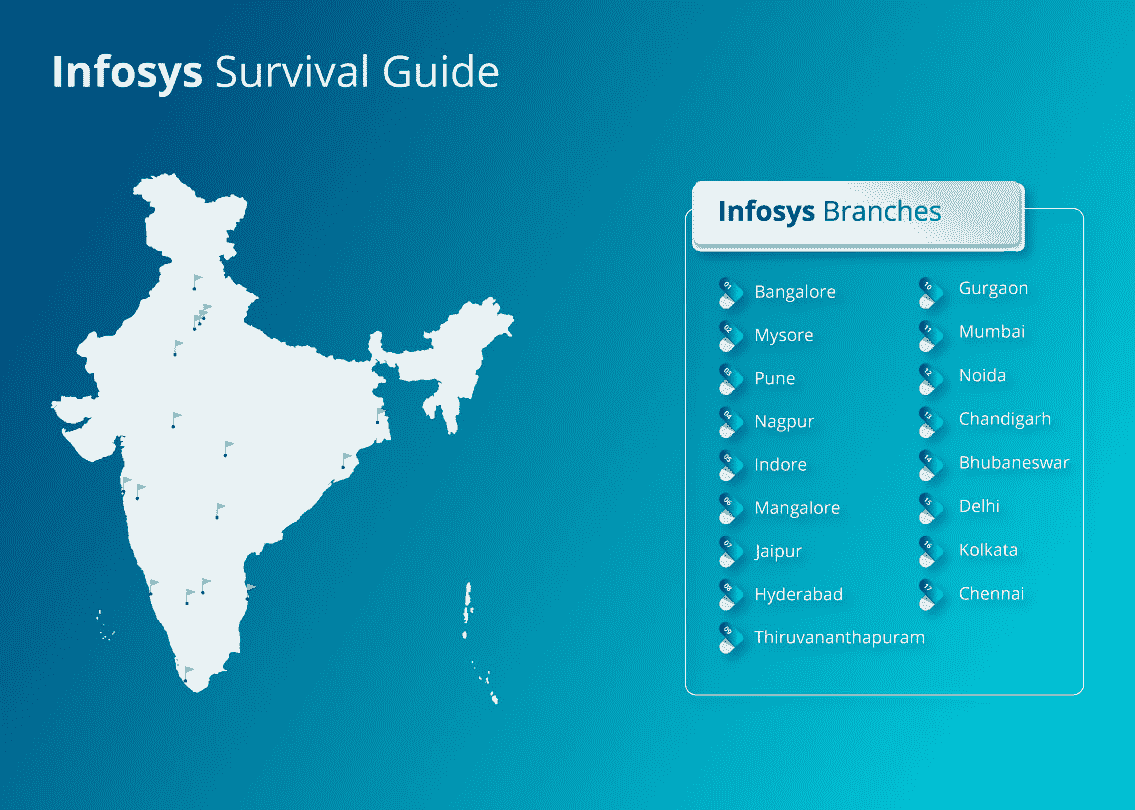 Infosys Survival Guide
Infosys Branches
01 Bangalore
02 Mysore
03 Pune
04 Nagpur
05 Indore
06 Mangalore
07 Jaipur
08 Hyderabad
09 Thiruvananthapuram
10 Gurgaon
11 Mumbai
12 Noida
13 Chandigarh
14 Bhubaneswar
15 Delhi
16 Kolkata
17 Chennai